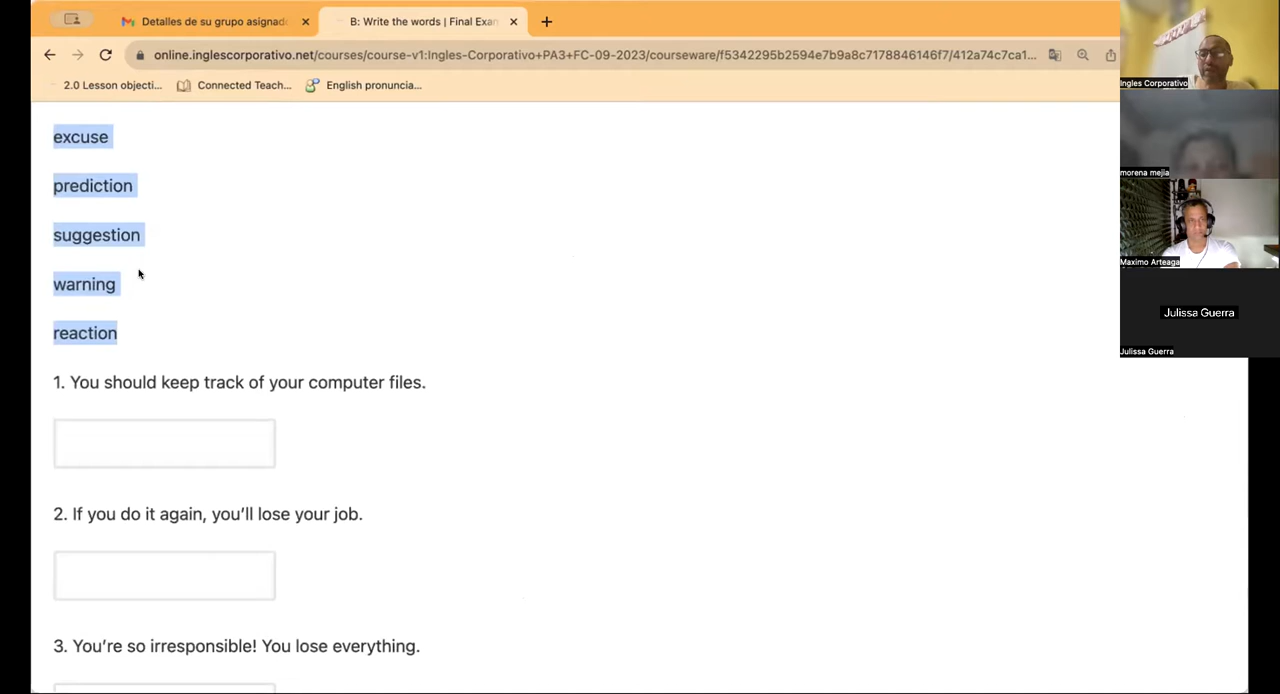 Detalles de su grupo asignado
B: Write the words | Final Exam
online.inglescorporativo.net/courses/course-v1:Ingles-Corporativo+PA3+FC-09-2023/courseware/f5342295b2594e7b9a8c7178846146f7/412a74c7ca1...
2.0 Lesson objecti...
Connected Teach...
English pronuncia...
excuse
prediction
suggestion
warning
reaction
1. You should keep track of your computer files.
2. If you do it again, you’ll lose your job.
3. You’re so irresponsible! You lose everything.
Ingles Corporativo
morena mejia
Maximo Arteaga
Julissa Guerra
Julissa Guerra